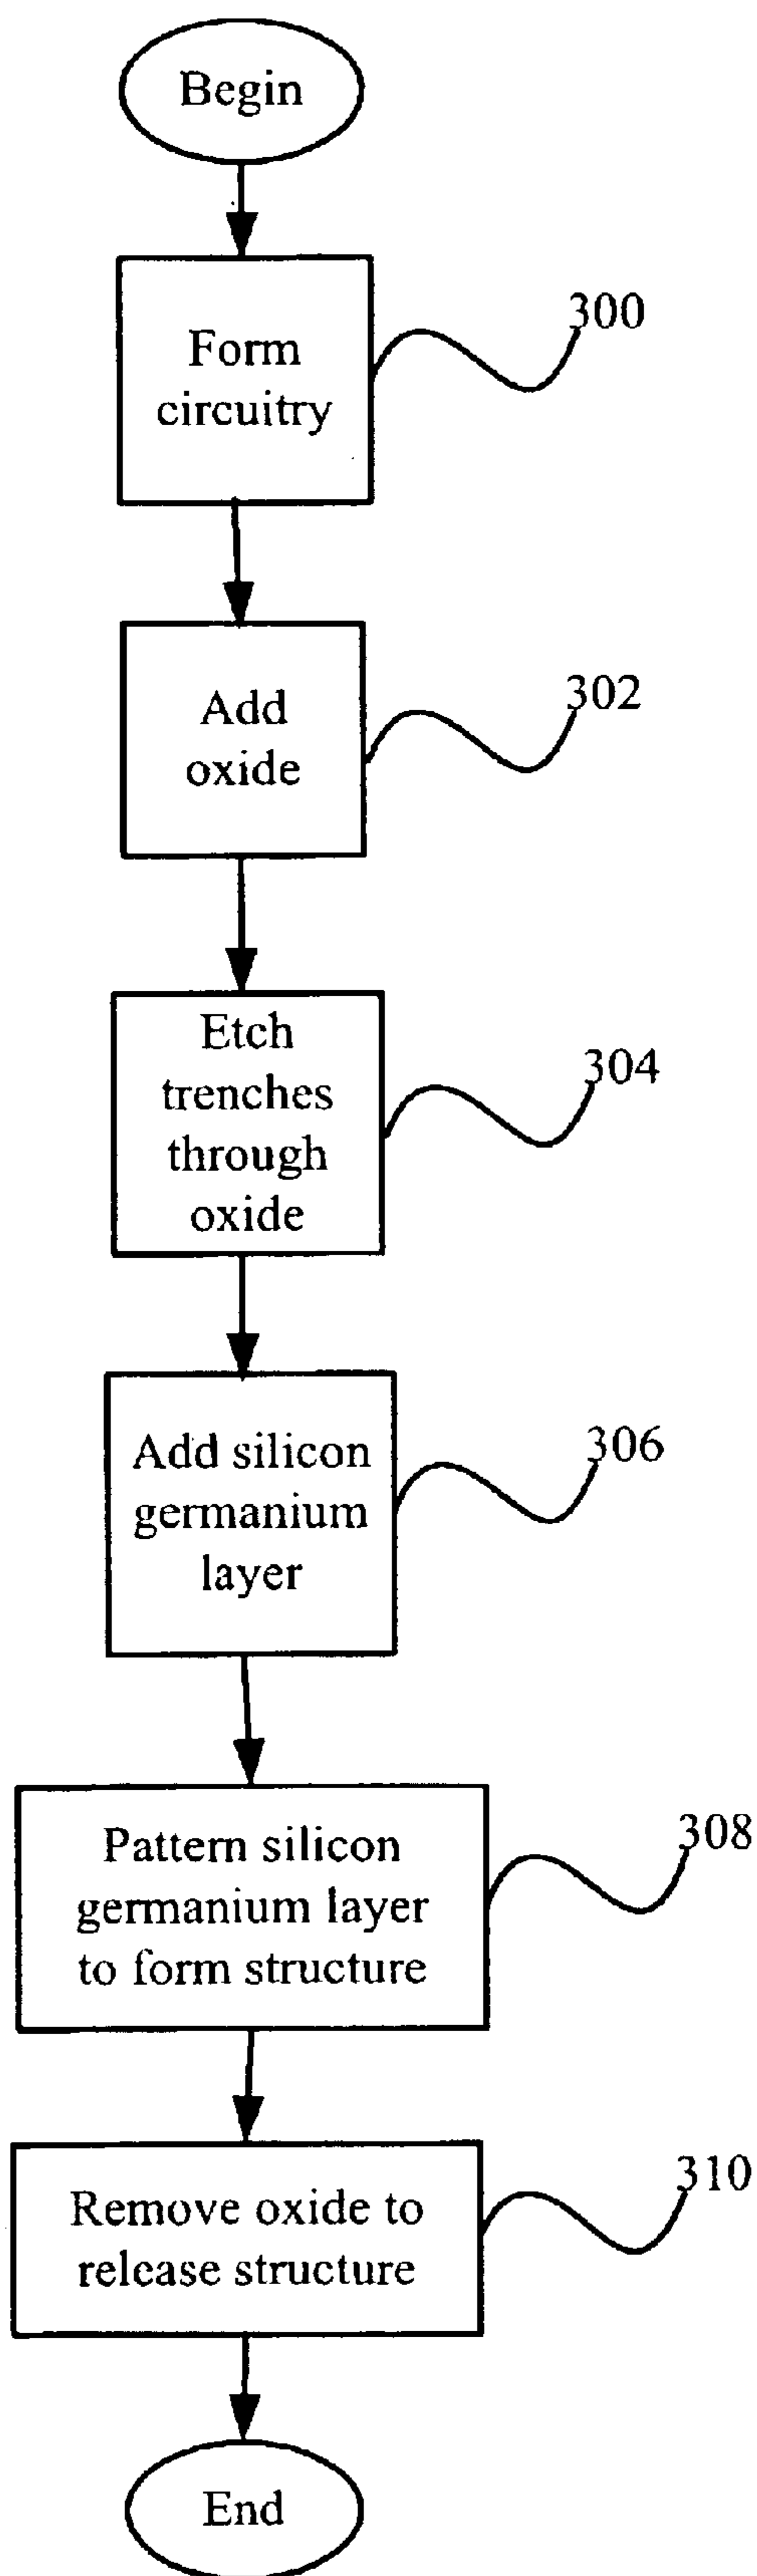 Begin
300
Form
circuitry
302
Add
oxide
304
Etch
trenches
through
oxide
306
Add silicon
germanium
layer
308
Pattern silicon
germanium layer
to form structure
310
Remove oxide to
release structure
End